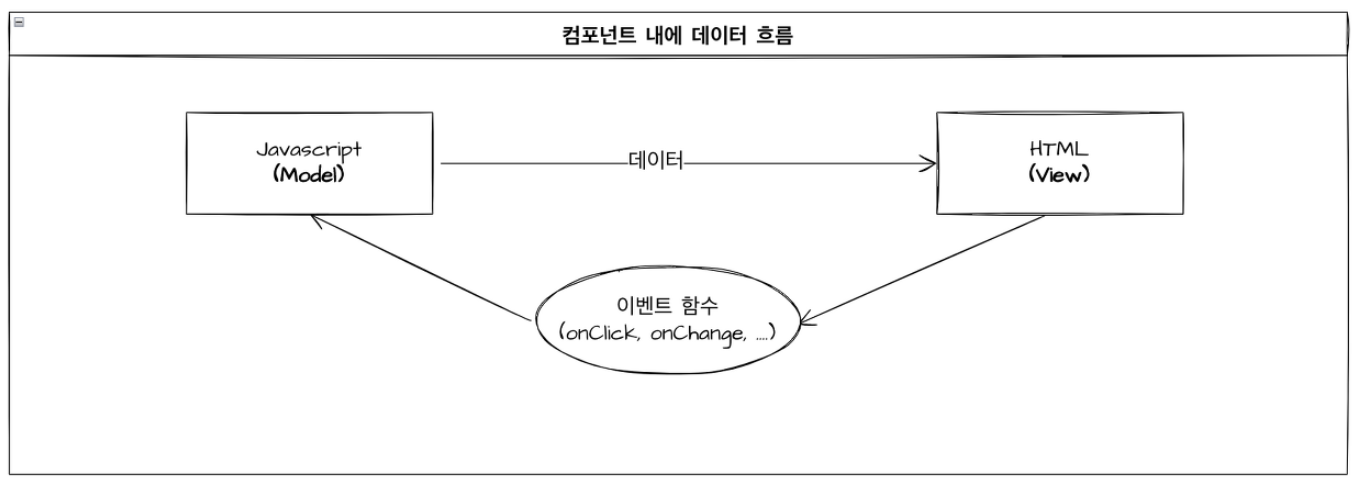 컴포넌트 내에 데이터 흐름
Javascript
(Model)
데이터
HTML
(View)
이벤트 함수
(onClick, onChange, ....)